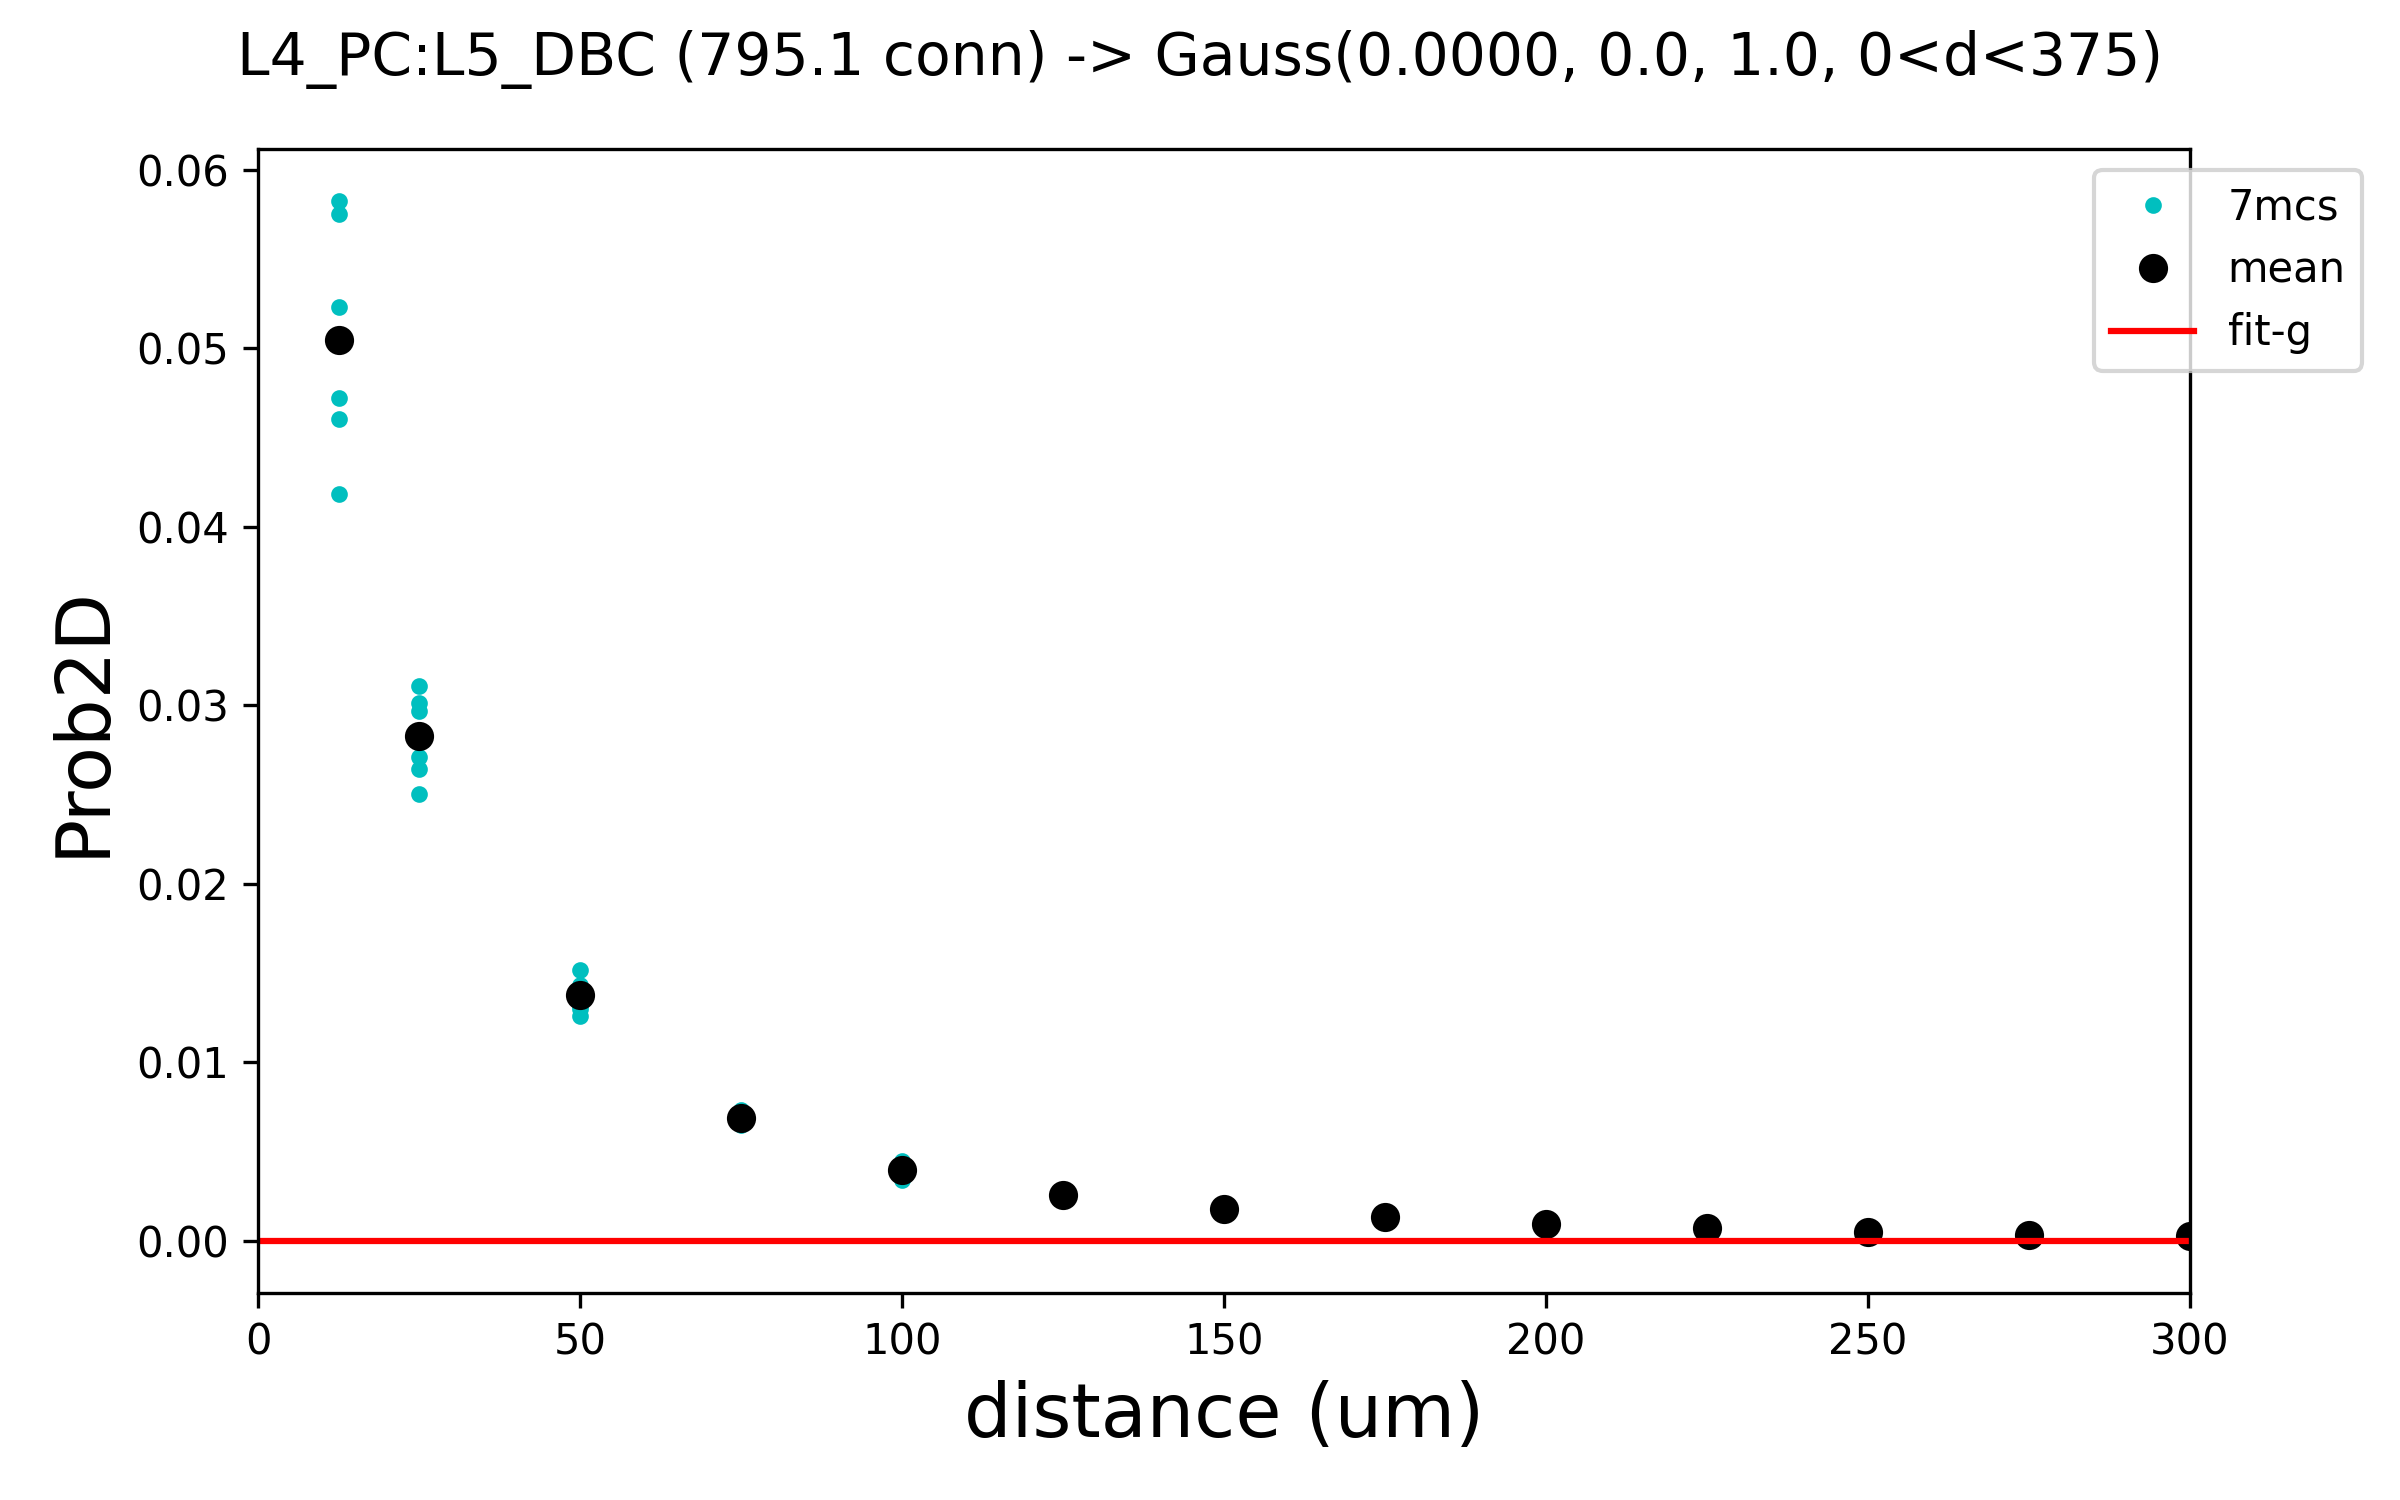 L4_PC:L5_DBC (795.1 conn) -> Gauss(0.0000, 0.0, 1.0, 0<d<375)
0.06
0.05
0.04
0.03
0.02
0.01
0.00
Prob2D
7mcs
mean
fit-g
0 50 100 150 200 250 300
distance (um)